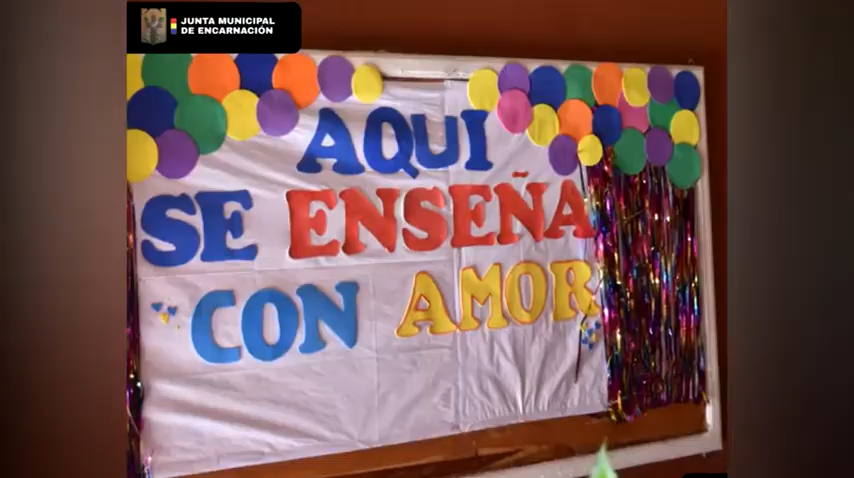 JUNTA MUNICIPAL
DE ENCARNACIÓN
AQUI
SE ENSEÑA
CON AMOR